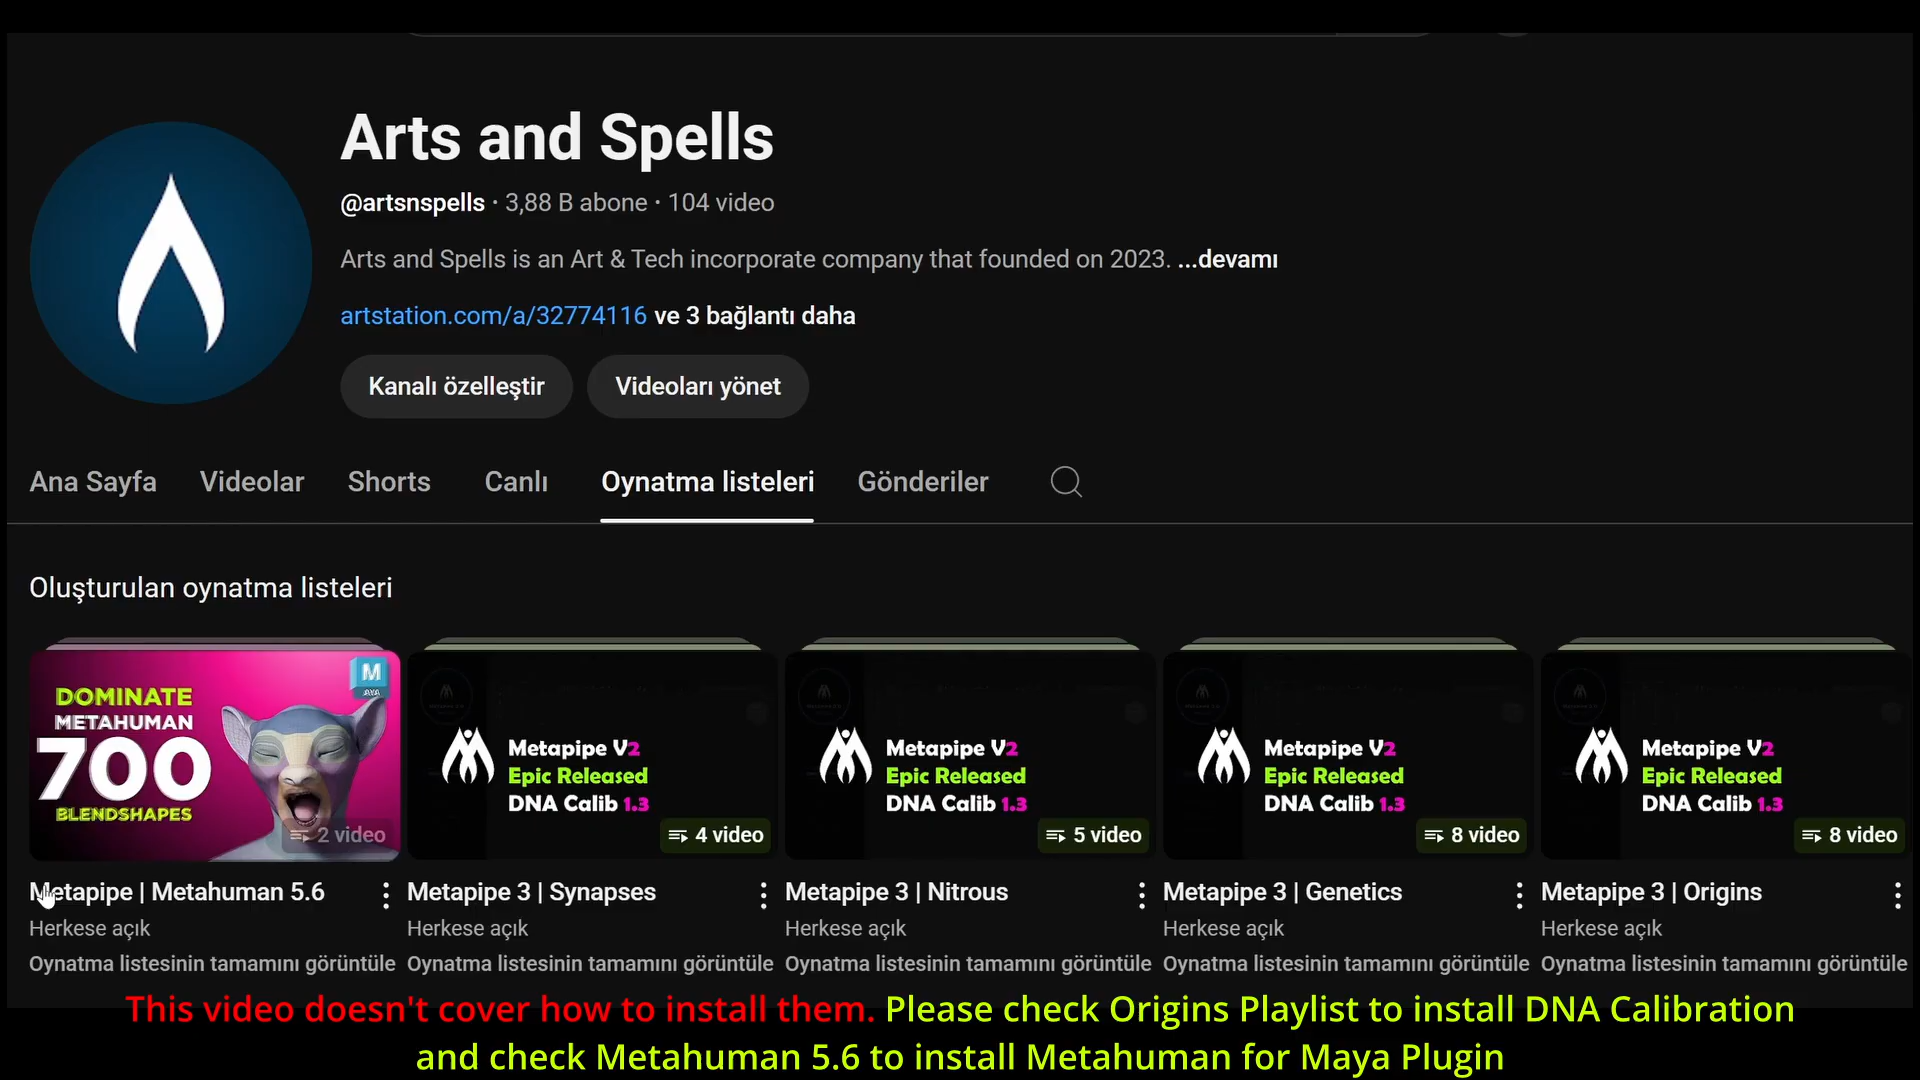 Arts and Spells
@artsnspells · 3,88 B abone · 104 video
Arts and Spells is an Art & Tech incorporate company that founded on 2023. ...devamı
artstation.com/a/32774116 ve 3 bağlantı daha
Kanalı özelleştir Videoları yönet
Ana Sayfa Videolar Shorts Canlı Oynatma listeleri Gönderiler
Oluşturulan oynatma listeleri
M
AYA
DOMINATE
METAHUMAN
700
BLENDSHAPES
2 video
Metapipe V2
Epic Released
DNA Calib 1.3
4 video
Metapipe V2
Epic Released
DNA Calib 1.3
5 video
Metapipe V2
Epic Released
DNA Calib 1.3
8 video
Metapipe V2
Epic Released
DNA Calib 1.3
8 video
Metapipe | Metahuman 5.6 Metapipe 3 | Synapses Metapipe 3 | Nitrous Metapipe 3 | Genetics Metapipe 3 | Origins
Herkese açık Herkese açık Herkese açık Herkese açık Herkese açık
Oynatma listesinin tamamını görüntüle Oynatma listesinin tamamını görüntüle Oynatma listesinin tamamını görüntüle Oynatma listesinin tamamını görüntüle Oynatma listesinin tamamını görüntüle
This video doesn't cover how to install them. Please check Origins Playlist to install DNA Calibration
and check Metahuman 5.6 to install Metahuman for Maya Plugin